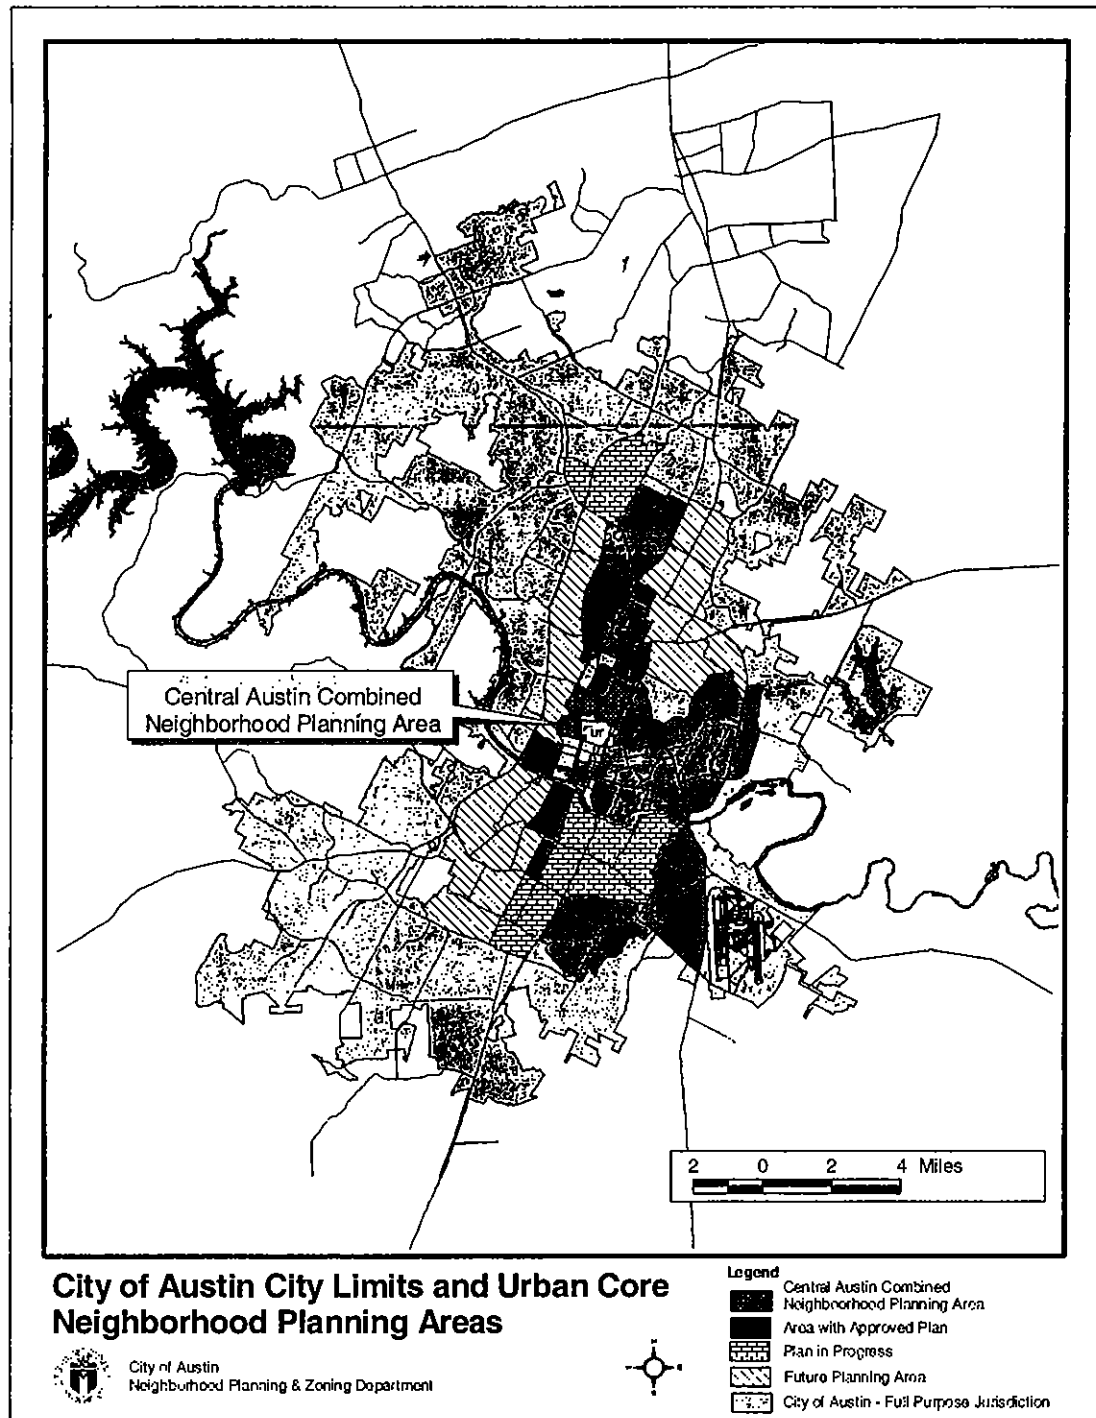 Central Austin Combined
Neighborhood Planning Area
UT
2 0 2 4 Miles
City of Austin City Limits and Urban Core
Neighborhood Planning Areas
City of Austin
Neighborhood Planning & Zoning Department
Legend
Central Austin Combined
Neighboorhood Planning Area
Area with Approved Plan
Plan in Progress
Future Planning Area
City of Austin - Full Purpose Jurisdiction